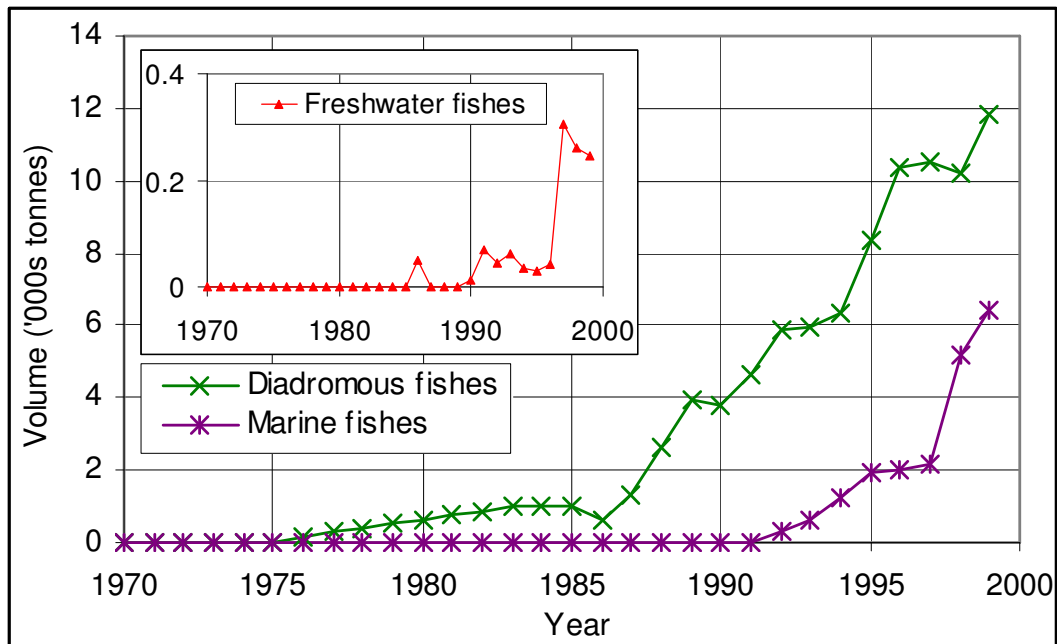 14
12
10
8
6
4
2
0
Volume ('000s tonnes)
0.4
0.2
0
Freshwater fishes
1970 1980 1990 2000
Diadromous fishes
Marine fishes
1970 1975 1980 1985 1990 1995 2000
Year